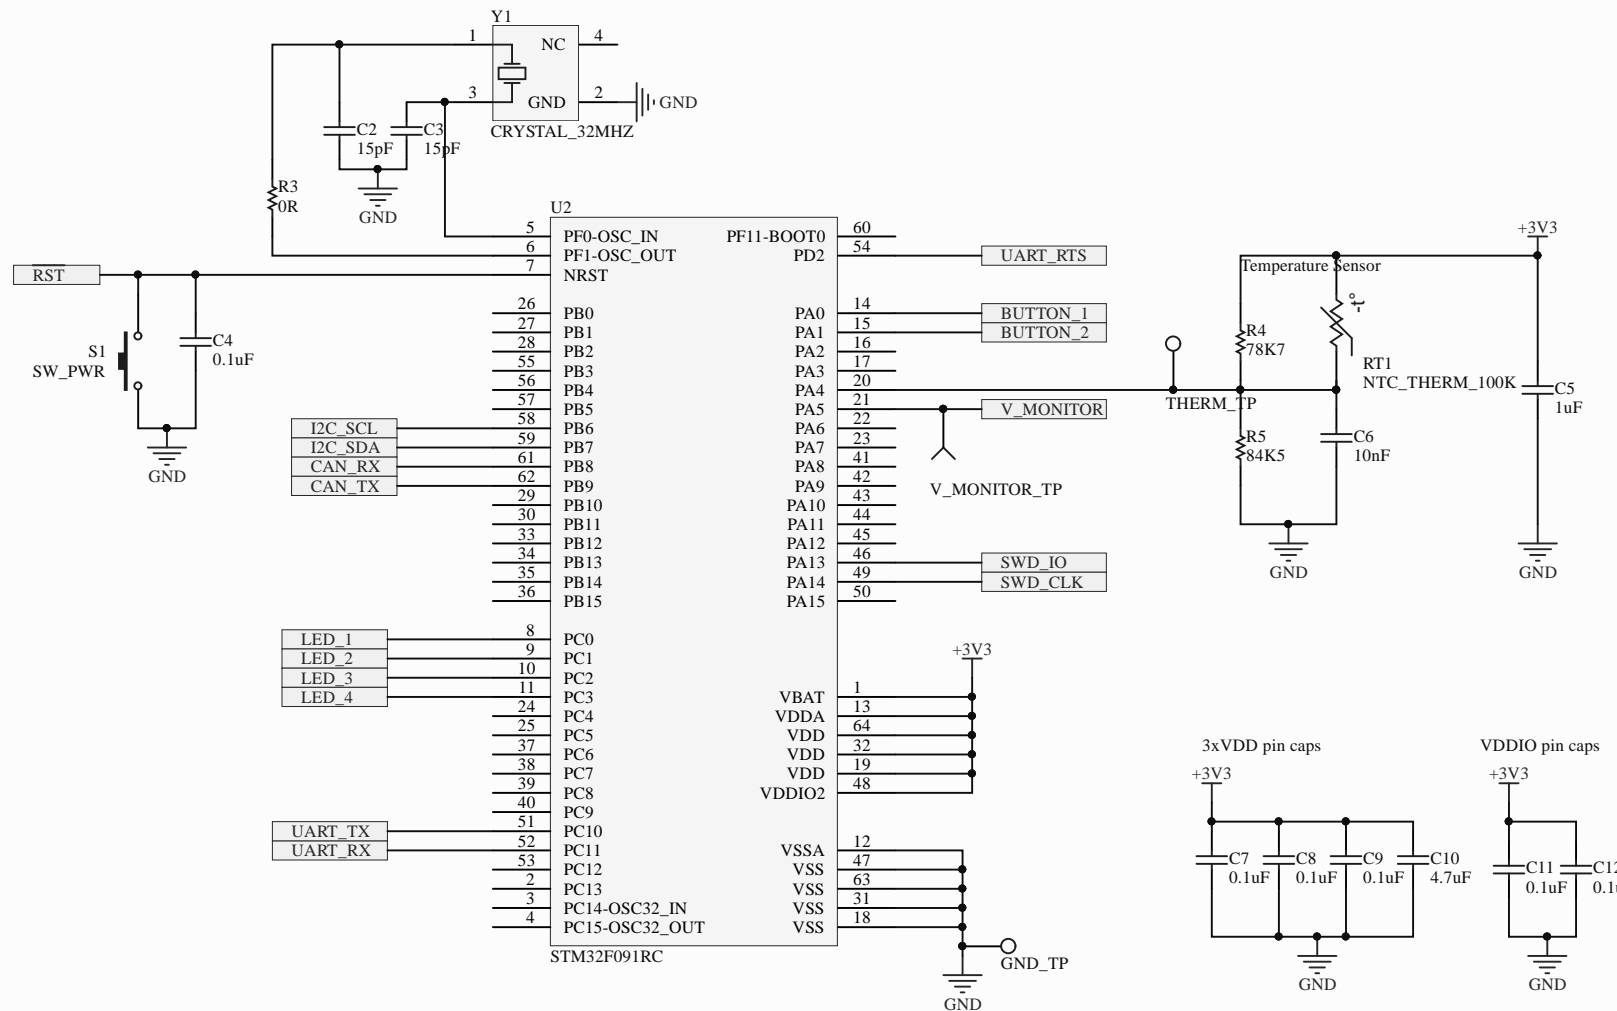 Y1
1
NC
4
3
GND
2
GND
CRYSTAL_32MHZ
C2
15pF
C3
15pF
GND
R3
0R
U2
5
PF0-OSC_IN
6
PF1-OSC_OUT
7
NRST
RST
S1
SW_PWR
C4
0.1uF
GND
26
PB0
27
PB1
28
PB2
55
PB3
56
PB4
57
PB5
I2C_SCL
58
PB6
I2C_SDA
59
PB7
CAN_RX
61
PB8
CAN_TX
62
PB9
29
PB10
30
PB11
33
PB12
34
PB13
35
PB14
36
PB15
LED_1
8
PC0
LED_2
9
PC1
LED_3
10
PC2
LED_4
11
PC3
24
PC4
25
PC5
37
PC6
38
PC7
39
PC8
40
PC9
UART_TX
51
PC10
UART_RX
52
PC11
53
PC12
2
PC13
3
PC14-OSC32_IN
4
PC15-OSC32_OUT
STM32F091RC
PF11-BOOT0
60
PD2
54
UART_RTS
PA0
14
BUTTON_1
PA1
15
BUTTON_2
PA2
16
PA3
17
PA4
20
PA5
21
V_MONITOR
PA6
22
PA7
23
PA8
41
PA9
42
PA10
43
PA11
44
PA12
45
PA13
46
SWD_IO
PA14
49
SWD_CLK
PA15
50
V_MONITOR_TP
+3V3
VBAT
1
VDDA
13
VDD
64
VDD
32
VDD
19
VDDIO2
48
VSSA
12
VSS
47
VSS
63
VSS
31
VSS
18
GND_TP
GND
+3V3
Temperature Sensor
-t°
R4
78K7
RT1
NTC_THERM_100K
THERM_TP
R5
84K5
C6
10nF
C5
1uF
GND
GND
3xVDD pin caps
+3V3
C7
0.1uF
C8
0.1uF
C9
0.1uF
C10
4.7uF
GND
VDDIO pin caps
+3V3
C11
0.1uF
GND